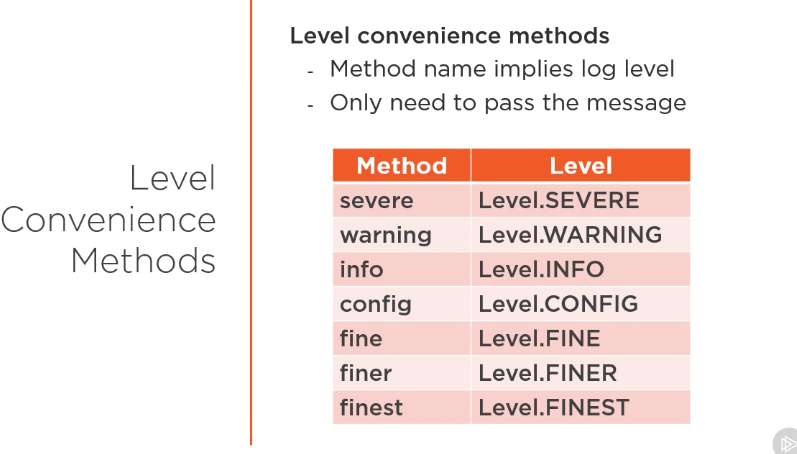 Level
Convenience
Methods
Level convenience methods
- Method name implies log level
- Only need to pass the message
Method Level
severe Level.SEVERE
warning Level.WARNING
info Level.INFO
config Level.CONFIG
fine Level.FINE
finer Level.FINER
finest Level.FINEST